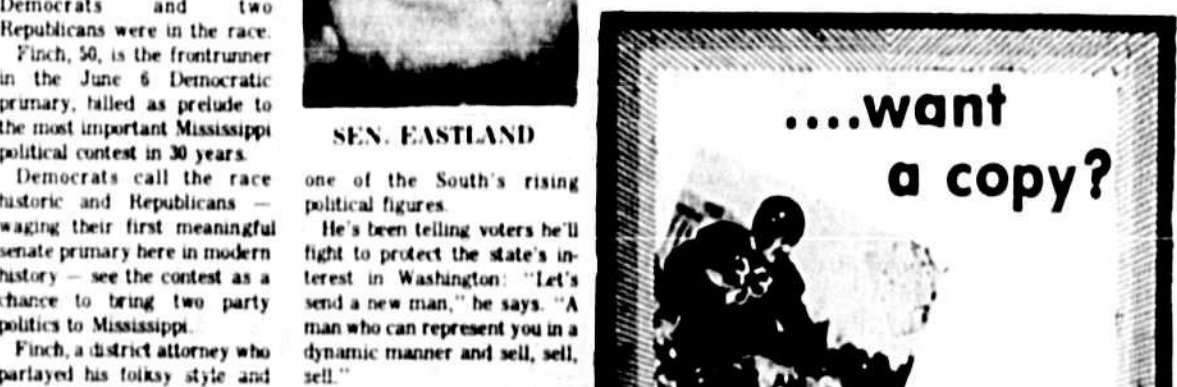 Democrats and two
Republicans were in the race.
Finch, 50, is the frontrunner
in the June 6 Democratic
primary, billed as prelude to
the most important Mississippi
political contest in 30 years.
Democrats call the race
historic and Republicans —
waging their first meaningful
senate primary here in modern
history — see the contest as a
chance to bring two party
politics to Mississippi.
Finch, a district attorney who
parlayed his folksy style and
SEN. EASTLAND
one of the South's rising
political figures.
He's been telling voters he'll
fight to protect the state's in-
terest in Washington: "Let's
send a new man," he says. "A
man who can represent you in a
dynamic manner and sell, sell,
sell."
....want
a copy?